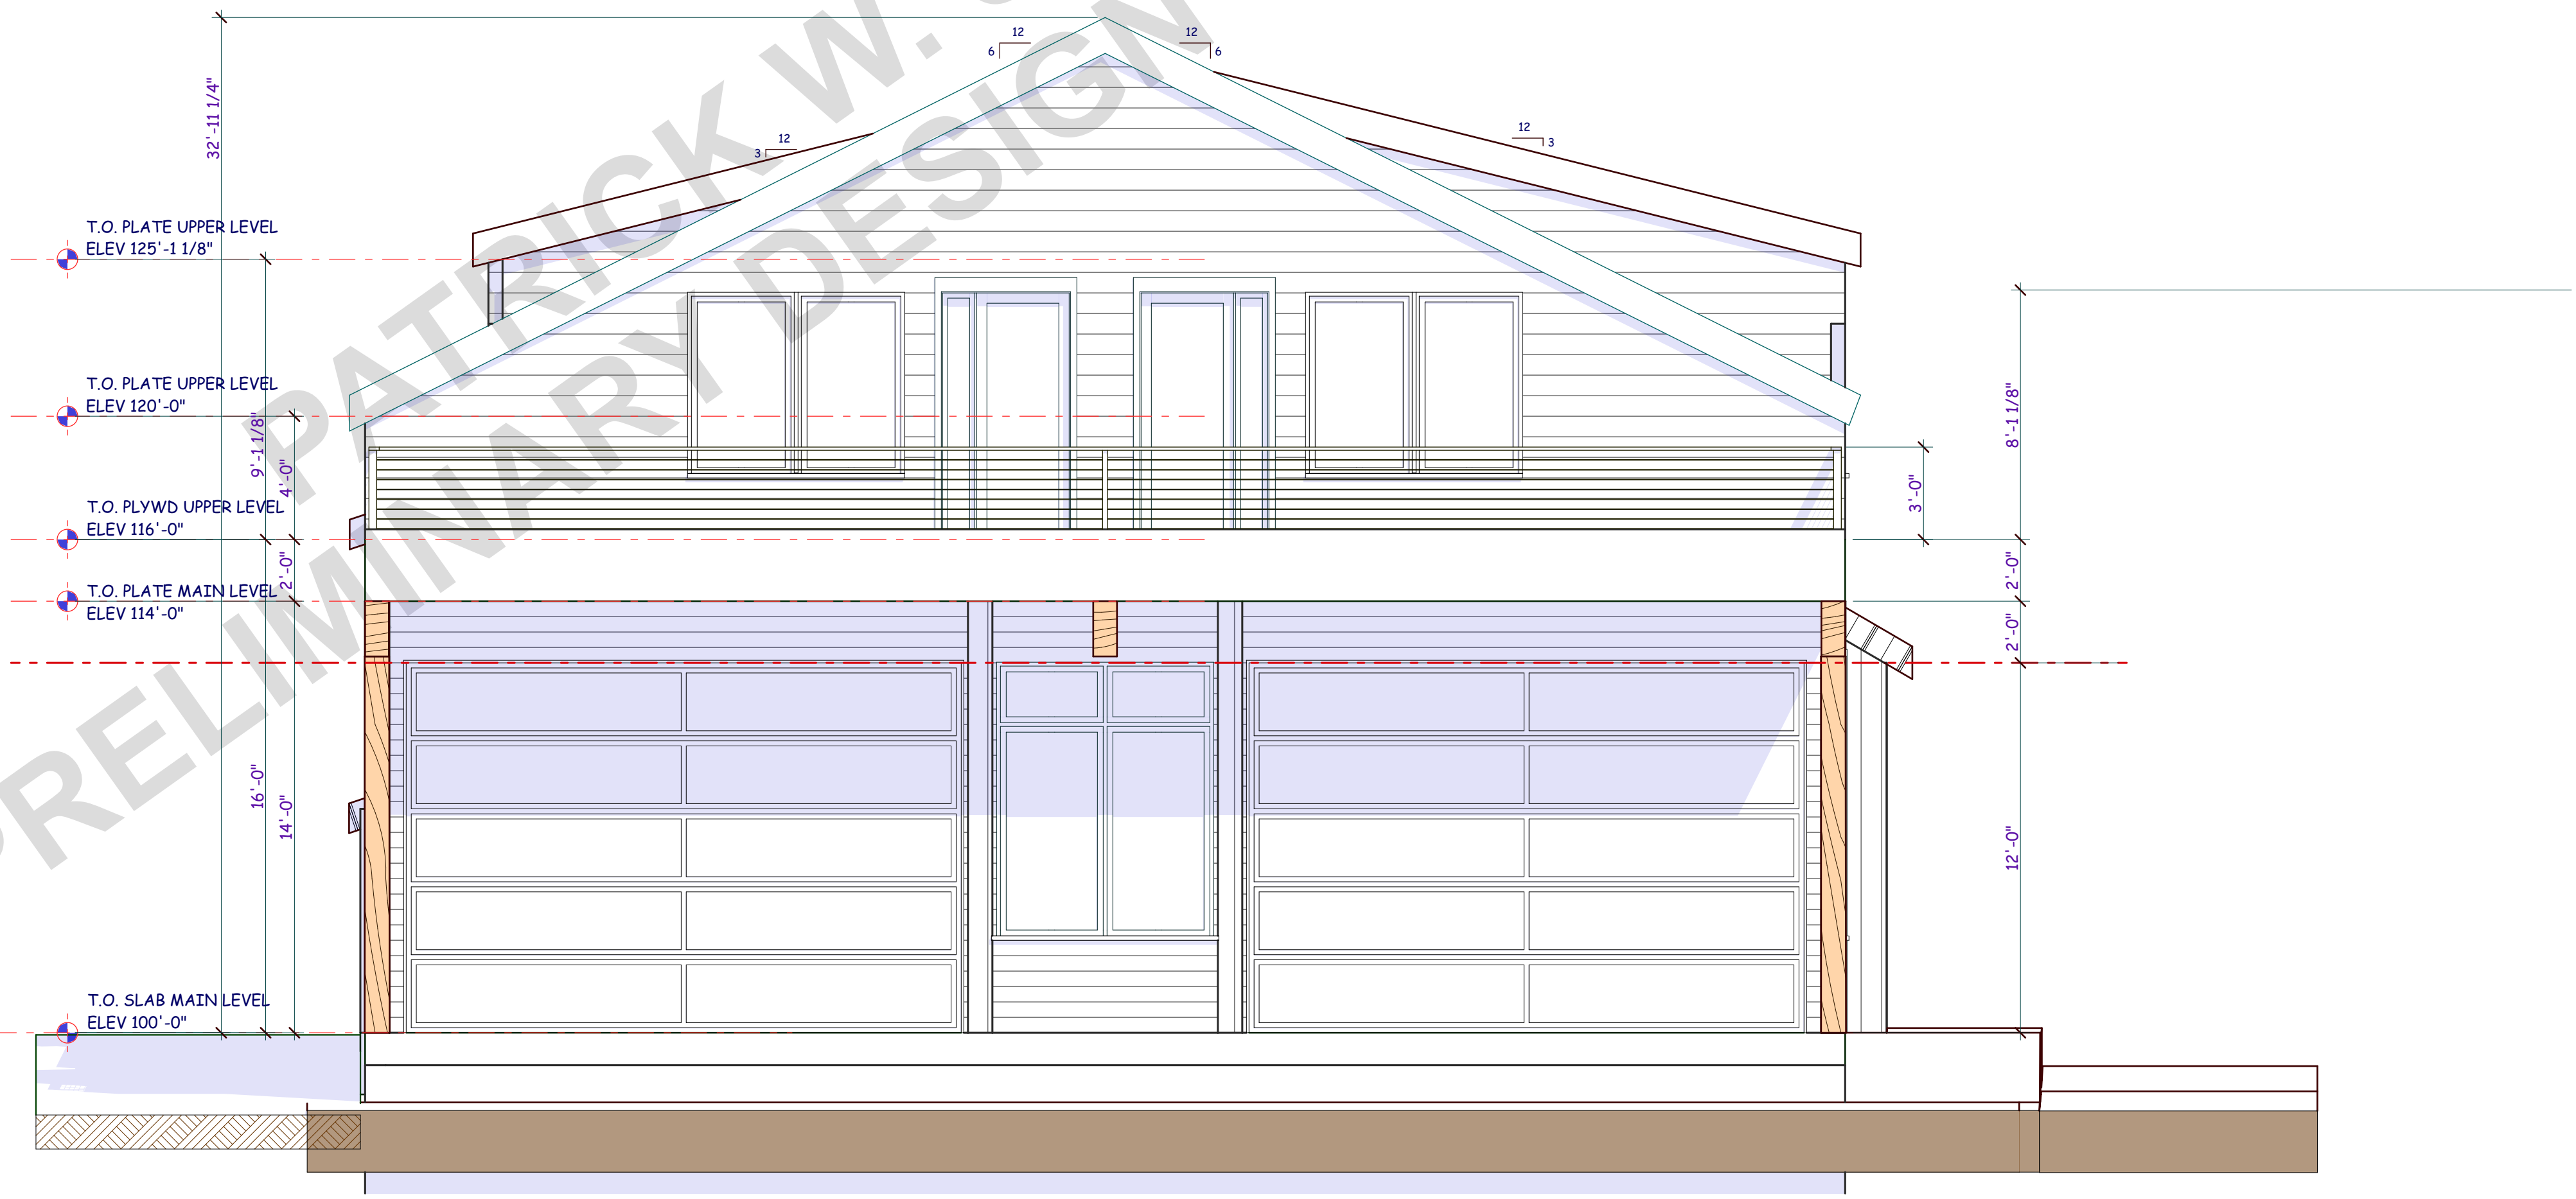 PATRICK W.
PRELIMINARY DESIGN
12
6
12
6
12
3
12
3
32'-11 1/4"
T.O. PLATE UPPER LEVEL
ELEV 125'-1 1/8"
T.O. PLATE UPPER LEVEL
ELEV 120'-0"
9'-1 1/8"
4'-0"
8'-1 1/8"
3'-0"
T.O. PLYWD UPPER LEVEL
ELEV 116'-0"
2'-0"
2'-0"
T.O. PLATE MAIN LEVEL
ELEV 114'-0"
2'-0"
16'-0"
14'-0"
12'-0"
T.O. SLAB MAIN LEVEL
ELEV 100'-0"